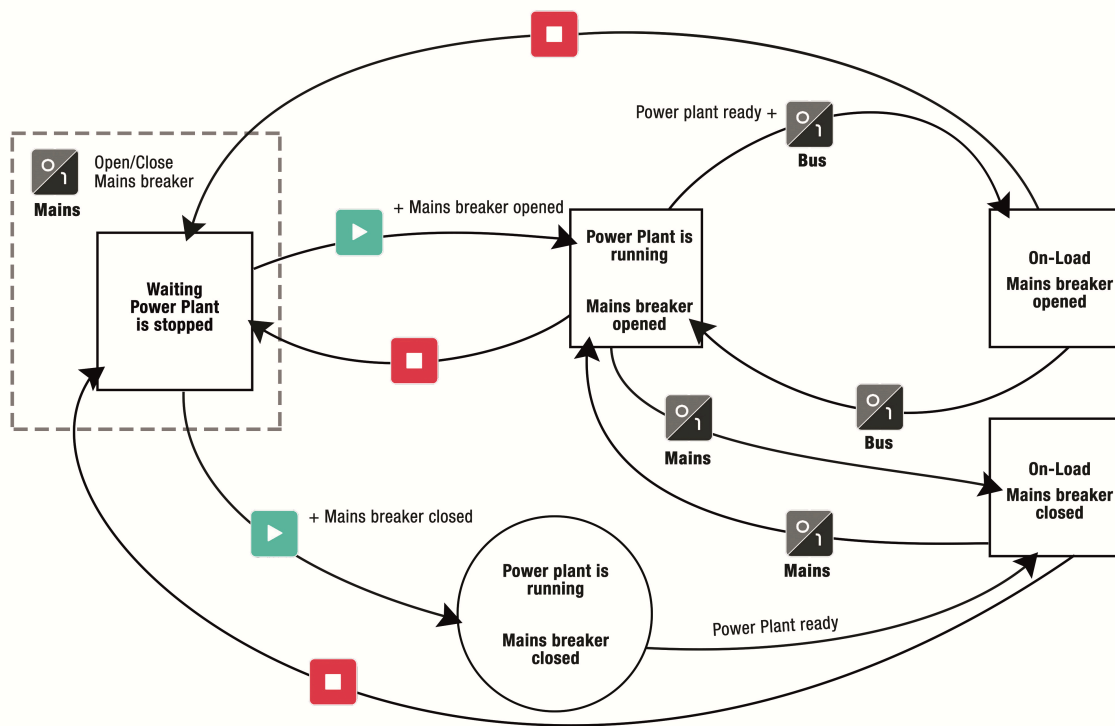 Power plant ready +
Bus
Open/Close
Mains breaker
Mains
+ Mains breaker opened
Waiting
Power Plant
is stopped
Power Plant is
running
Mains breaker
opened
On-Load
Mains breaker
opened
Bus
Mains
On-Load
Mains breaker
closed
+ Mains breaker closed
Mains
Power plant is
running
Mains breaker
closed
Power Plant ready